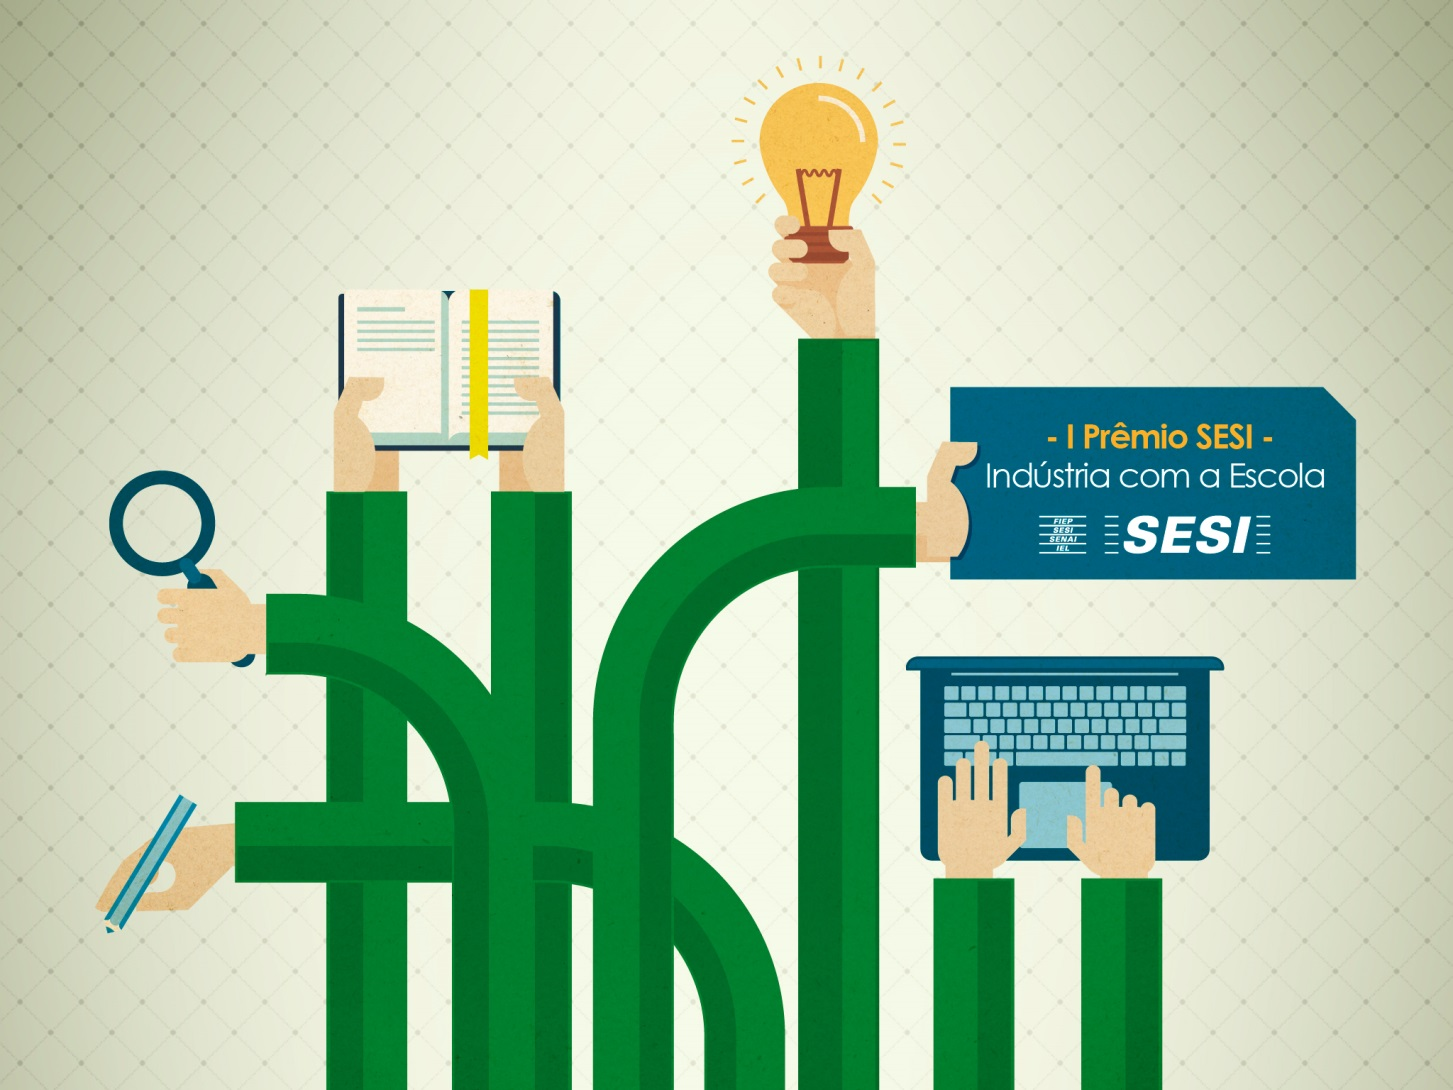 - I Prêmio SESI -
Indústria com a Escola
FIEP
SESI
SENAI
IEL
SESI